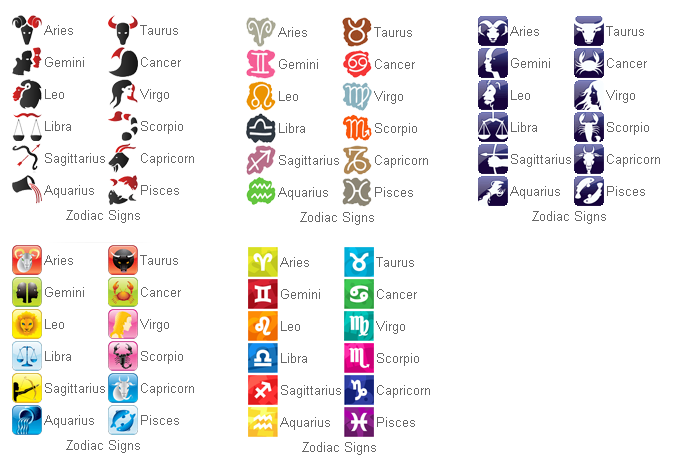 Aries Taurus
Gemini Cancer
Leo Virgo
Libra Scorpio
Sagittarius Capricorn
Aquarius Pisces
Zodiac Signs
Aries Taurus
Gemini Cancer
Leo Virgo
Libra Scorpio
Sagittarius Capricorn
Aquarius Pisces
Zodiac Signs
Aries Taurus
Gemini Cancer
Leo Virgo
Libra Scorpio
Sagittarius Capricorn
Aquarius Pisces
Zodiac Signs
Aries Taurus
Gemini Cancer
Leo Virgo
Libra Scorpio
Sagittarius Capricorn
Aquarius Pisces
Zodiac Signs
Aries Taurus
Gemini Cancer
Leo Virgo
Libra Scorpio
Sagittarius Capricorn
Aquarius Pisces
Zodiac Signs